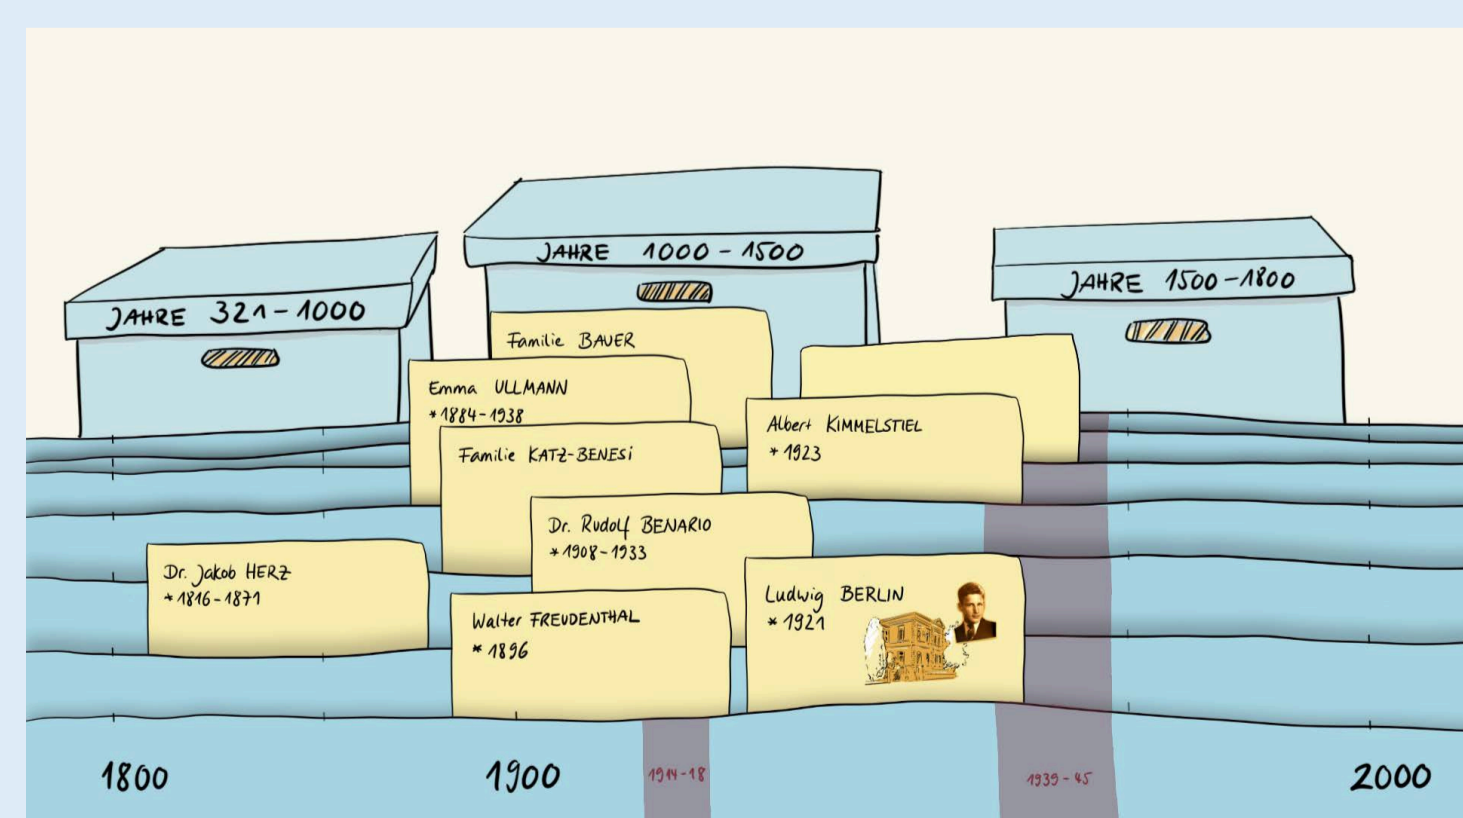 JAHRE 321-1000
JAHRE 1000-1500
JAHRE 1500-1800
Familie BAUER
Emma ULLMANN
*1884-1938
Familie KATZ-BENESi
Albert KIMMELSTIEL
*1923
Dr. Rudolf BENARIO
*1908-1933
Dr. Jakob HERZ
*1816-1871
Walter FREUDENTHAL
*1896
Ludwig BERLIN
*1921
1800
1900
1914-18
1939-45
2000